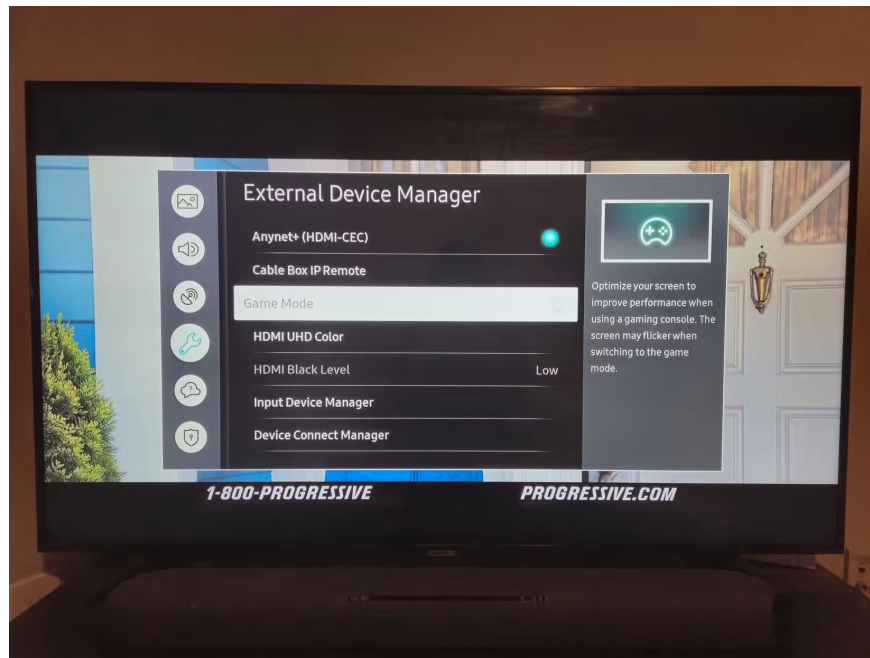 External Device Manager
Anynet+ (HDMI-CEC)
Cable Box IP Remote
Game Mode
HDMI UHD Color
HDMI Black Level Low
Input Device Manager
Device Connect Manager
Optimize your screen to
improve performance when
using a gaming console. The
screen may flicker when
switching to the game
mode.
1-800-PROGRESSIVE PROGRESSIVE.COM